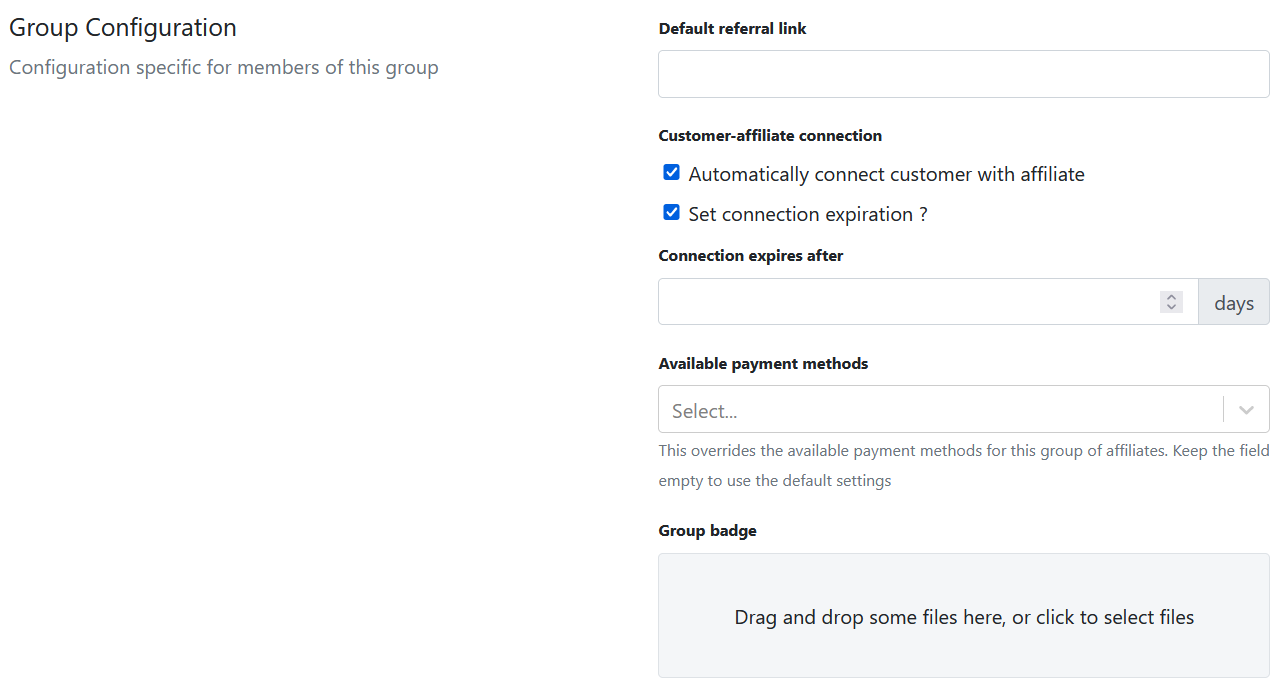 Group Configuration
Configuration specific for members of this group
Default referral link
Customer-affiliate connection
Automatically connect customer with affiliate
Set connection expiration ?
Connection expires after
days
Available payment methods
Select...
This overrides the available payment methods for this group of affiliates. Keep the field
empty to use the default settings
Group badge
Drag and drop some files here, or click to select files